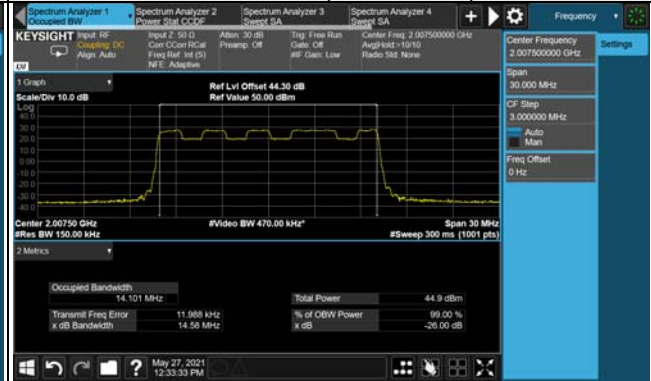 Spectrum Analyzer 1
Occupied BW
Spectrum Analyzer 2
Power Stat CCDF
Spectrum Analyzer 3
Swept SA
Spectrum Analyzer 4
Swept SA
Frequency
KEYSIGHT
Input: RF
Coupling: DC
Align: Auto
Input Z: 50 Ω
Corr CCorr RCal
Freq Ref: Int (S)
NFE: Adaptive
Atten: 30 dB
Preamp: Off
Trig: Free Run
Gate: Off
#IF Gain: Low
Center Freq: 2.007500000 GHz
Avg|Hold:>10/10
Radio Std: None
Center Frequency
2.007500000 GHz
Settings
Span
30.000 MHz
CF Step
3.000000 MHz
Auto
Man
Freq Offset
0 Hz
1 Graph
Scale/Div 10.0 dB
Ref Lvl Offset 44.30 dB
Ref Value 50.00 dBm
Log
40.0
30.0
20.0
10.0
0.00
-10.0
-20.0
-30.0
-40.0
Center 2.00750 GHz
#Res BW 150.00 kHz
#Video BW 470.00 kHz*
Span 30 MHz
#Sweep 300 ms (1001 pts)
2 Metrics
Occupied Bandwidth
14.101 MHz
Transmit Freq Error 11.988 kHz
x dB Bandwidth 14.58 MHz
Total Power 44.9 dBm
% of OBW Power 99.00 %
x dB -26.00 dB
May 27, 2021
12:33:33 PM